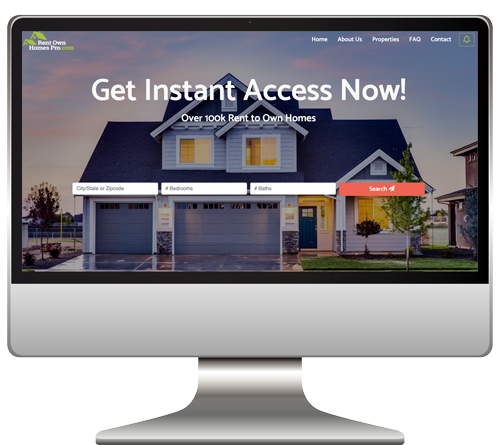 Rent Own
Homes Pro.com
Home About Us Properties FAQ Contact
Get Instant Access Now!
Over 100k Rent to Own Homes
City/State or Zipcode # Bedrooms # Baths Search